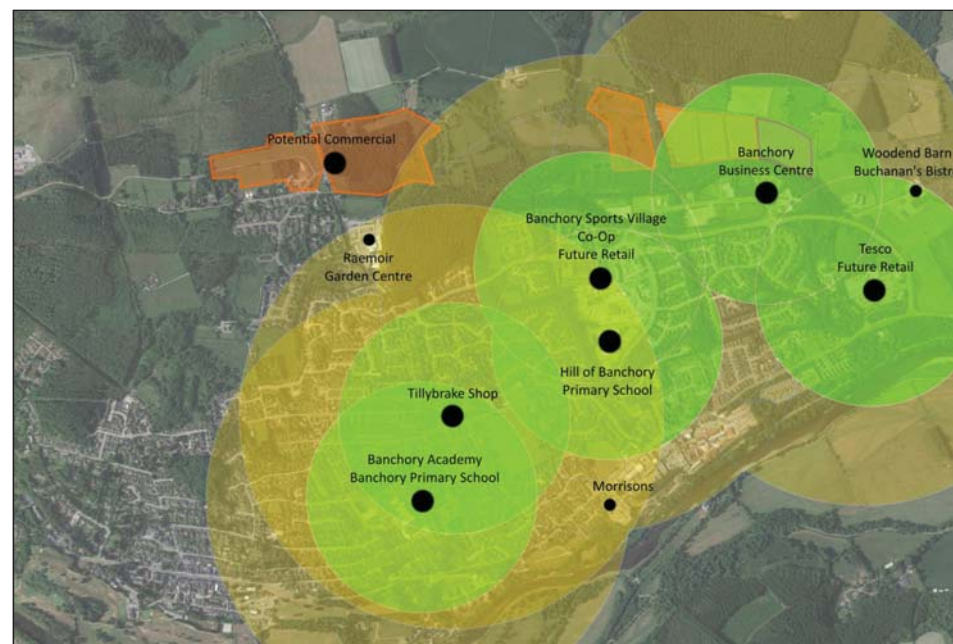 Potential Commercial
Banchory
Business Centre
Woodend Barn
Buchanan's Bistr
Banchory Sports Village
Co-Op
Future Retail
Raemoir
Garden Centre
Tesco
Future Retail
Hill of Banchory
Primary School
Tillybrake Shop
Banchory Academy
Banchory Primary School
Morrisons